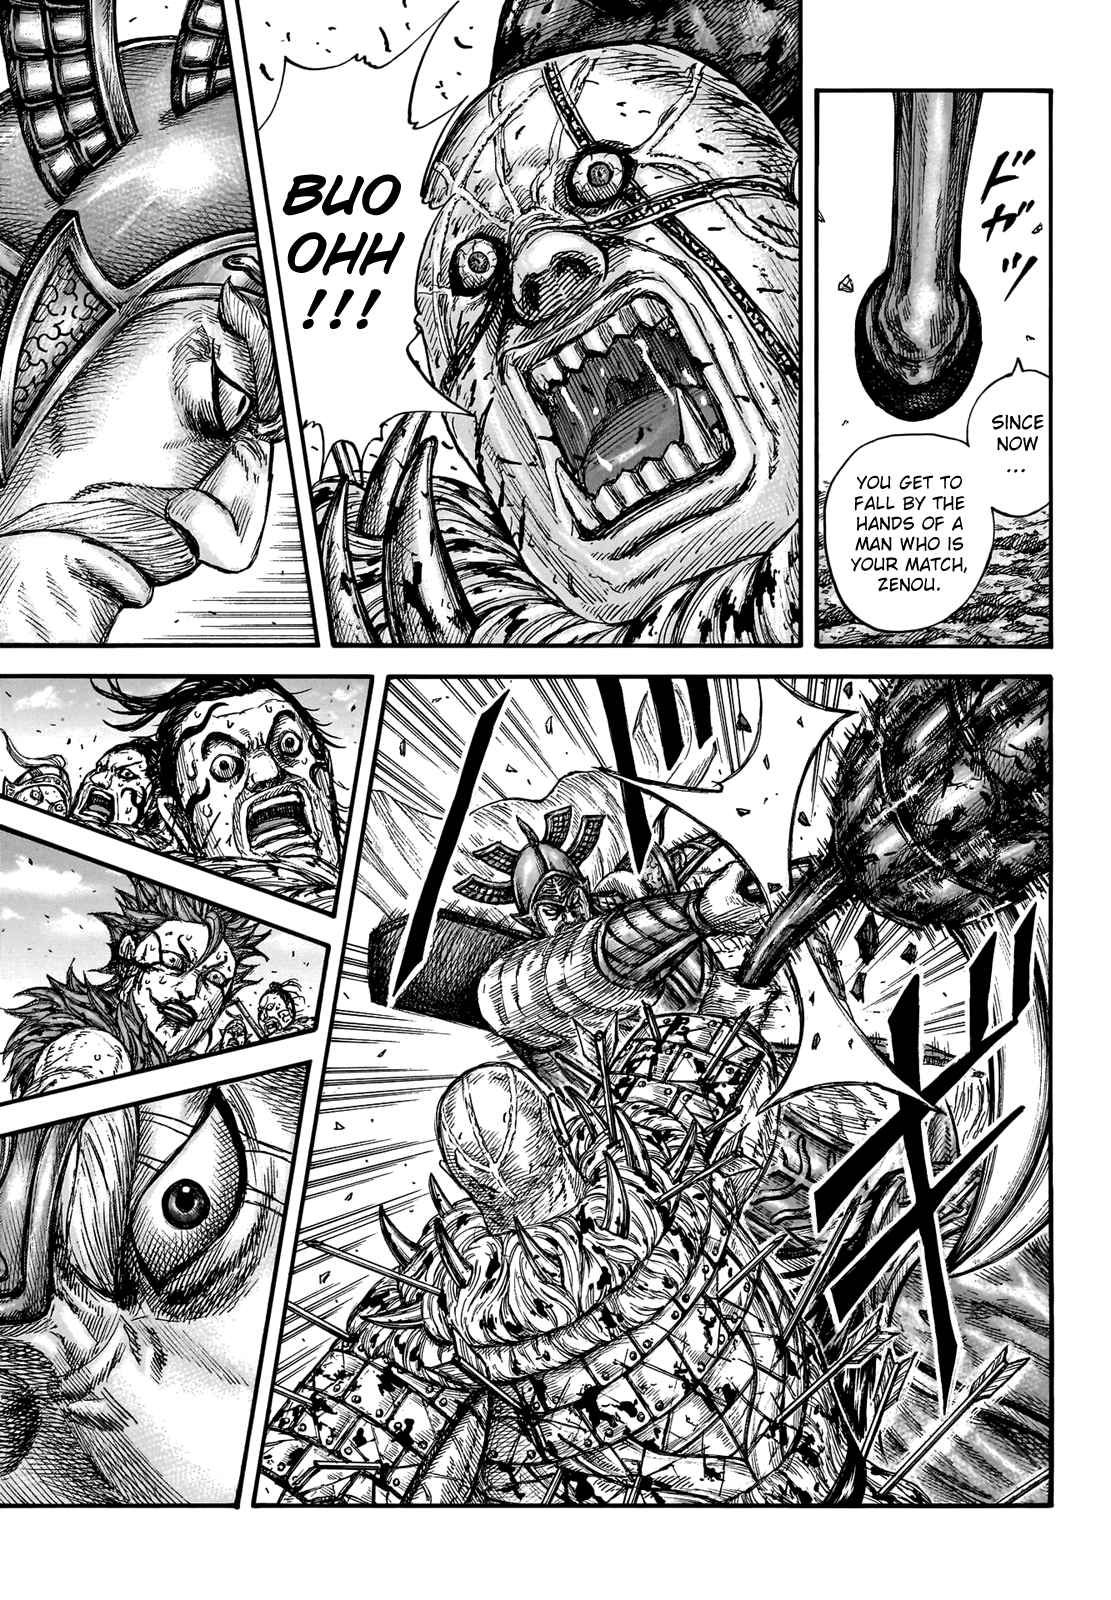 ドガッ
SINCE
NOW
...
YOU GET TO
FALL BY THE
HANDS OF A
MAN WHO IS
YOUR MATCH,
ZENOU.
BUO
OHH
!!!